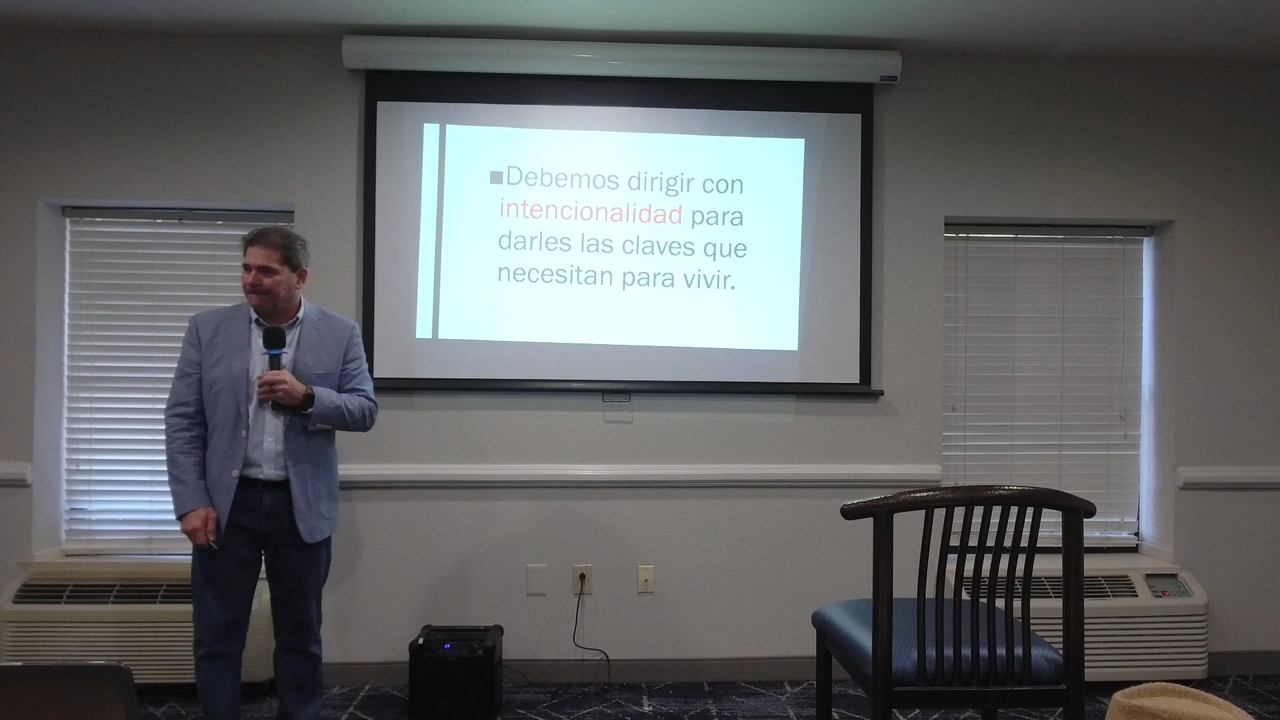 ■Debemos dirigir con
intencionalidad para
darles las claves que
necesitan para vivir.